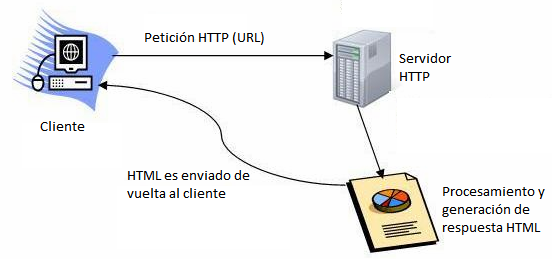 Petición HTTP (URL)
Servidor
HTTP
Cliente
HTML es enviado de
vuelta al cliente
Procesamiento y
generación de
respuesta HTML